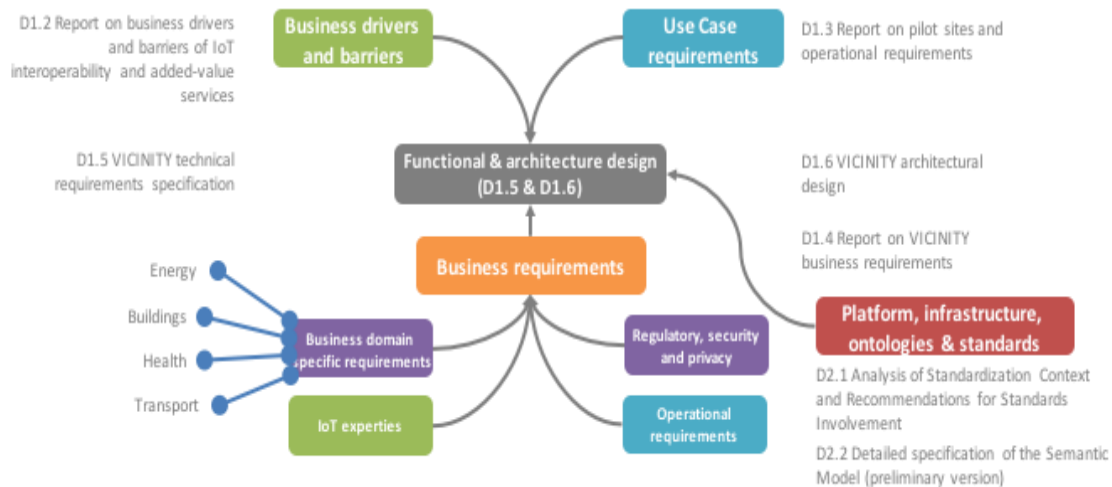 D1.2 Report on business drivers
and barriers of IoT
interoperability and added-value
services
Business drivers
and barriers
Use Case
requirements
D1.3 Report on pilot sites and
operational requirements
D1.5 VICINITY technical
requirements specification
Functional & architecture design
(D1.5 & D1.6)
D1.6 VICINITY architectural
design
D1.4 Report on VICINITY
business requirements
Business requirements
Energy
Buildings
Health
Transport
Business domain
specific requirements
Regulatory, security
and privacy
Platform, infrastructure,
ontologies & standards
IoT experties
Operational
requirements
D2.1 Analysis of Standardization Context
and Recommendations for Standards
Involvement
D2.2 Detailed specification of the Semantic
Model (preliminary version)